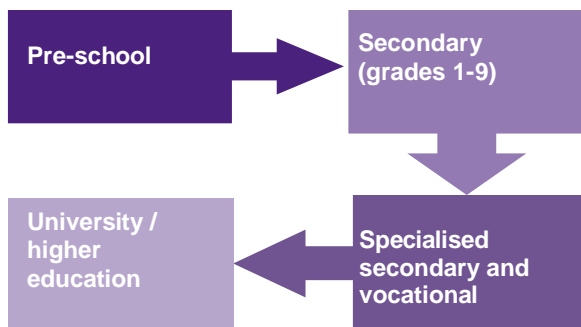 Pre-school
Secondary
(grades 1-9)
Specialised
secondary and
vocational
University /
higher
education